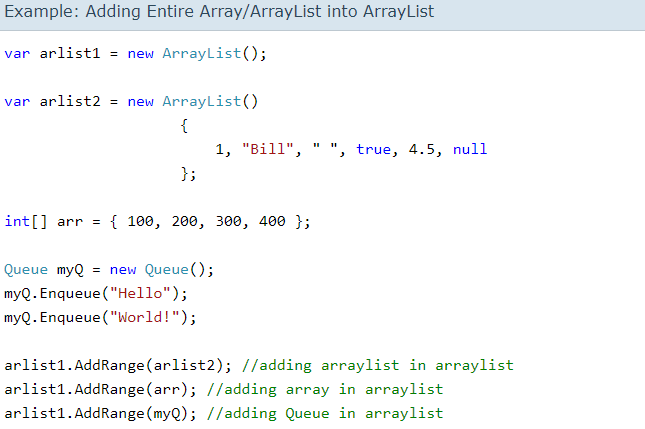 Example: Adding Entire Array/ArrayList into ArrayList
var arlist1 = new ArrayList();
var arlist2 = new ArrayList()
{
1, "Bill", " ", true, 4.5, null
};
int[] arr = { 100, 200, 300, 400 };
Queue myQ = new Queue();
myQ.Enqueue("Hello");
myQ.Enqueue("World!");
arlist1.AddRange(arlist2); //adding arraylist in arraylist
arlist1.AddRange(arr); //adding array in arraylist
arlist1.AddRange(myQ); //adding Queue in arraylist